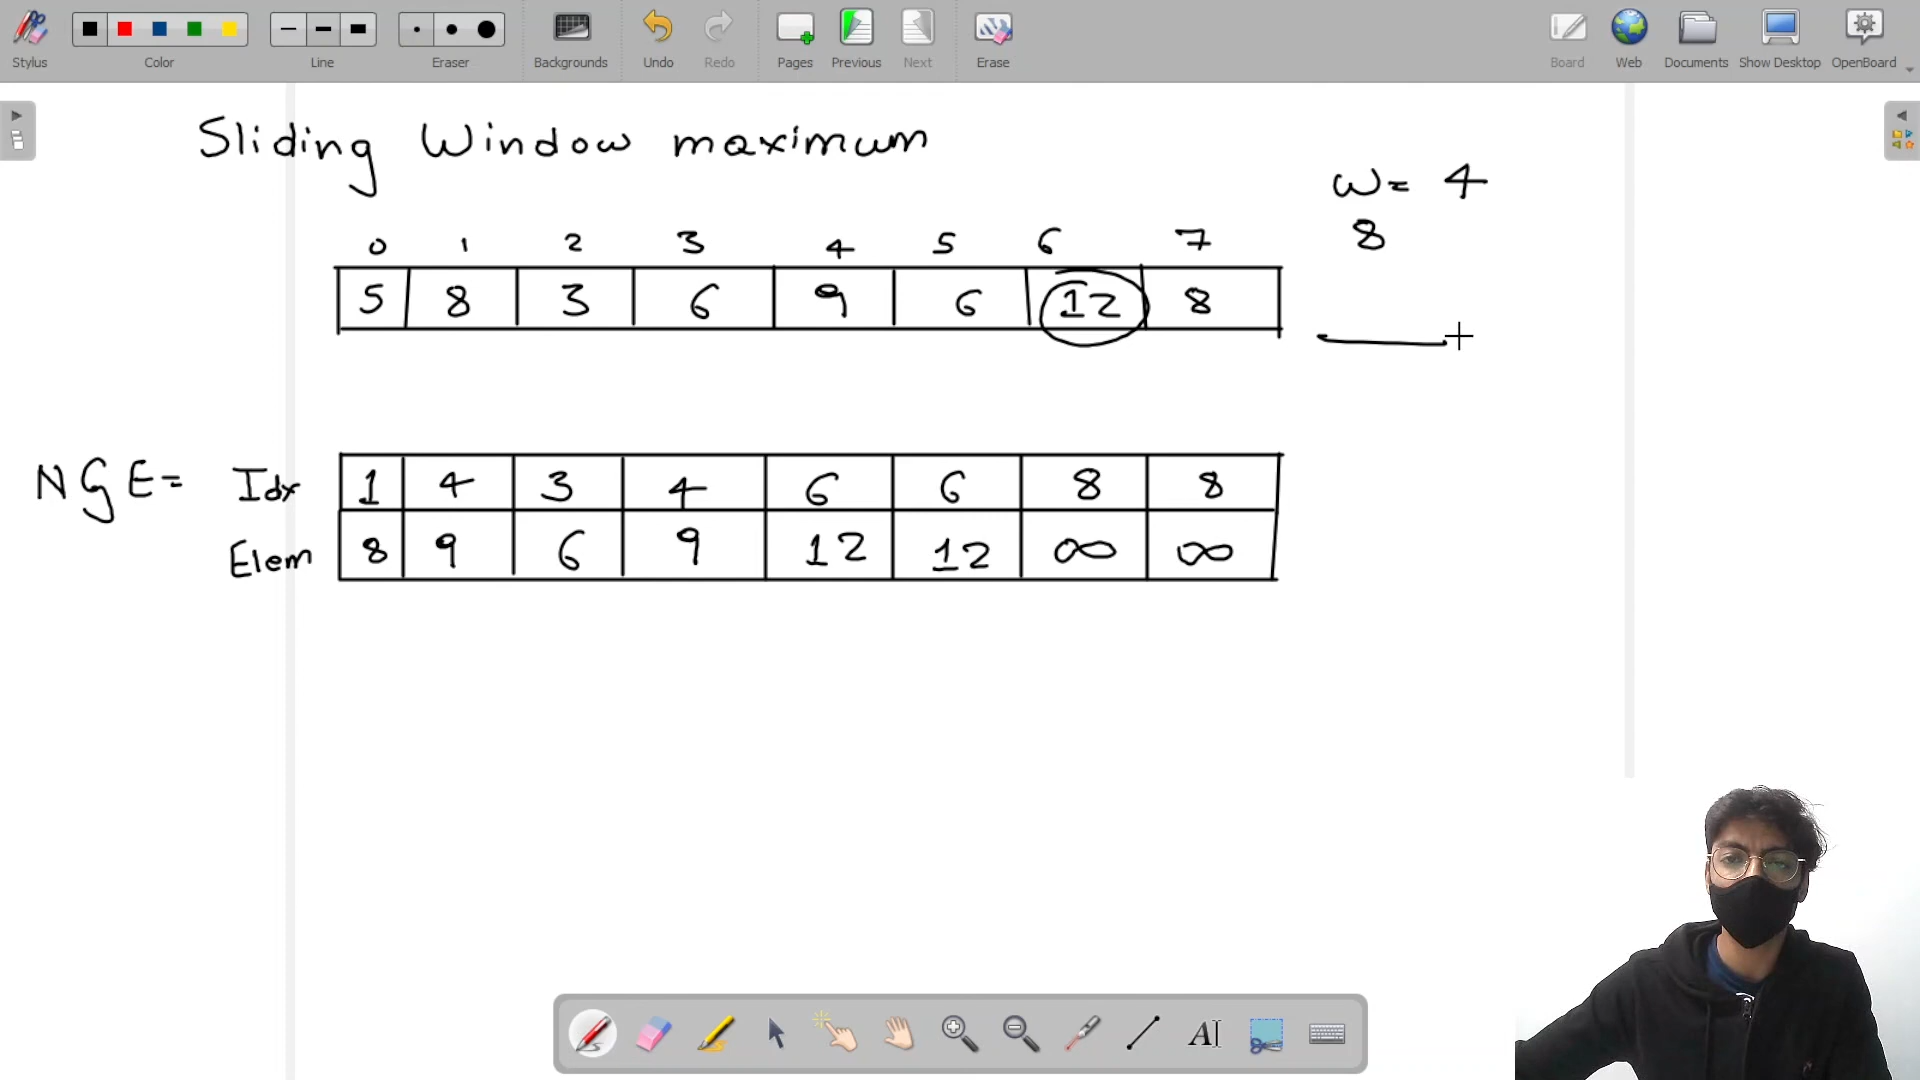 Stylus Color Line Eraser Backgrounds Undo Redo Pages Previous Next Erase Board Web Documents Show Desktop OpenBoard
Sliding Window maximum
w= 4
8
0 1 2 3 4 5 6 7
5 8 3 6 9 6 12 8
NGE= Idx 1 4 3 4 6 6 8 8
Elem 8 9 6 9 12 12 ∞ ∞